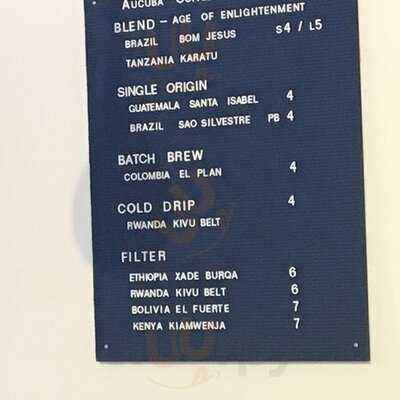 AUCUBA
BLEND - AGE OF ENLIGHTENMENT
BRAZIL BOM JESUS S4 / L5
TANZANIA KARATU
SINGLE ORIGIN
GUATEMALA SANTA ISABEL 4
BRAZIL SAO SILVESTRE PB 4
BATCH BREW
COLOMBIA EL PLAN 4
COLD DRIP 4
RWANDA KIVU BELT
FILTER
ETHIOPIA XADE BURQA 6
RWANDA KIVU BELT 6
BOLIVIA EL FUERTE 7
KENYA KIAMWENJA 7